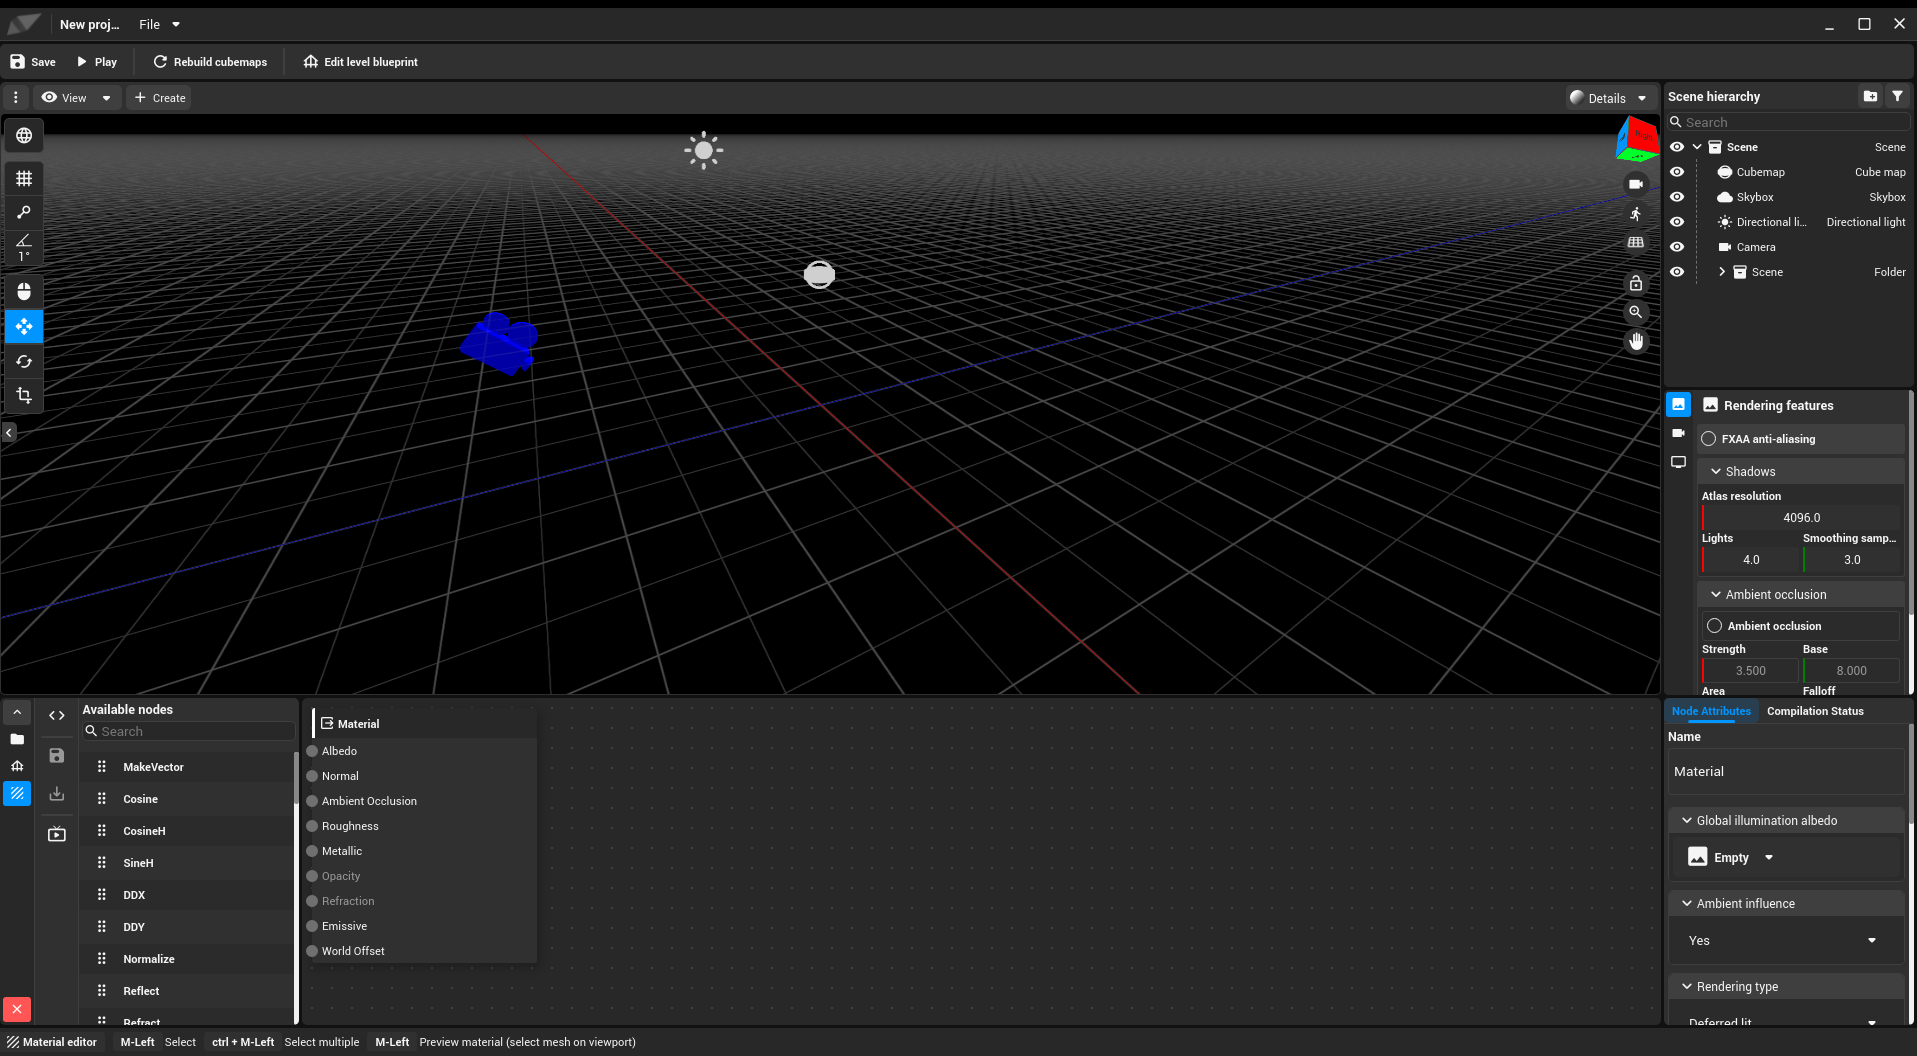 New proj... File
Save Play Rebuild cubemaps Edit level blueprint
View Create Details
Scene hierarchy
Search
Scene Scene
Cubemap Cube map
Skybox Skybox
Directional li... Directional light
Camera
Scene Folder
1°
Rendering features
FXAA anti-aliasing
Shadows
Atlas resolution
4096.0
Lights Smoothing samp...
4.0 3.0
Ambient occlusion
Ambient occlusion
Strength Base
3.500 8.000
Area Falloff
Available nodes
Search
MakeVector
Cosine
CosineH
SineH
DDX
DDY
Normalize
Reflect
Refract
Material
Albedo
Normal
Ambient Occlusion
Roughness
Metallic
Opacity
Refraction
Emissive
World Offset
Node Attributes Compilation Status
Name
Material
Global illumination albedo
Empty
Ambient influence
Yes
Rendering type
Deferred lit
Material editor M-Left Select ctrl + M-Left Select multiple M-Left Preview material (select mesh on viewport)